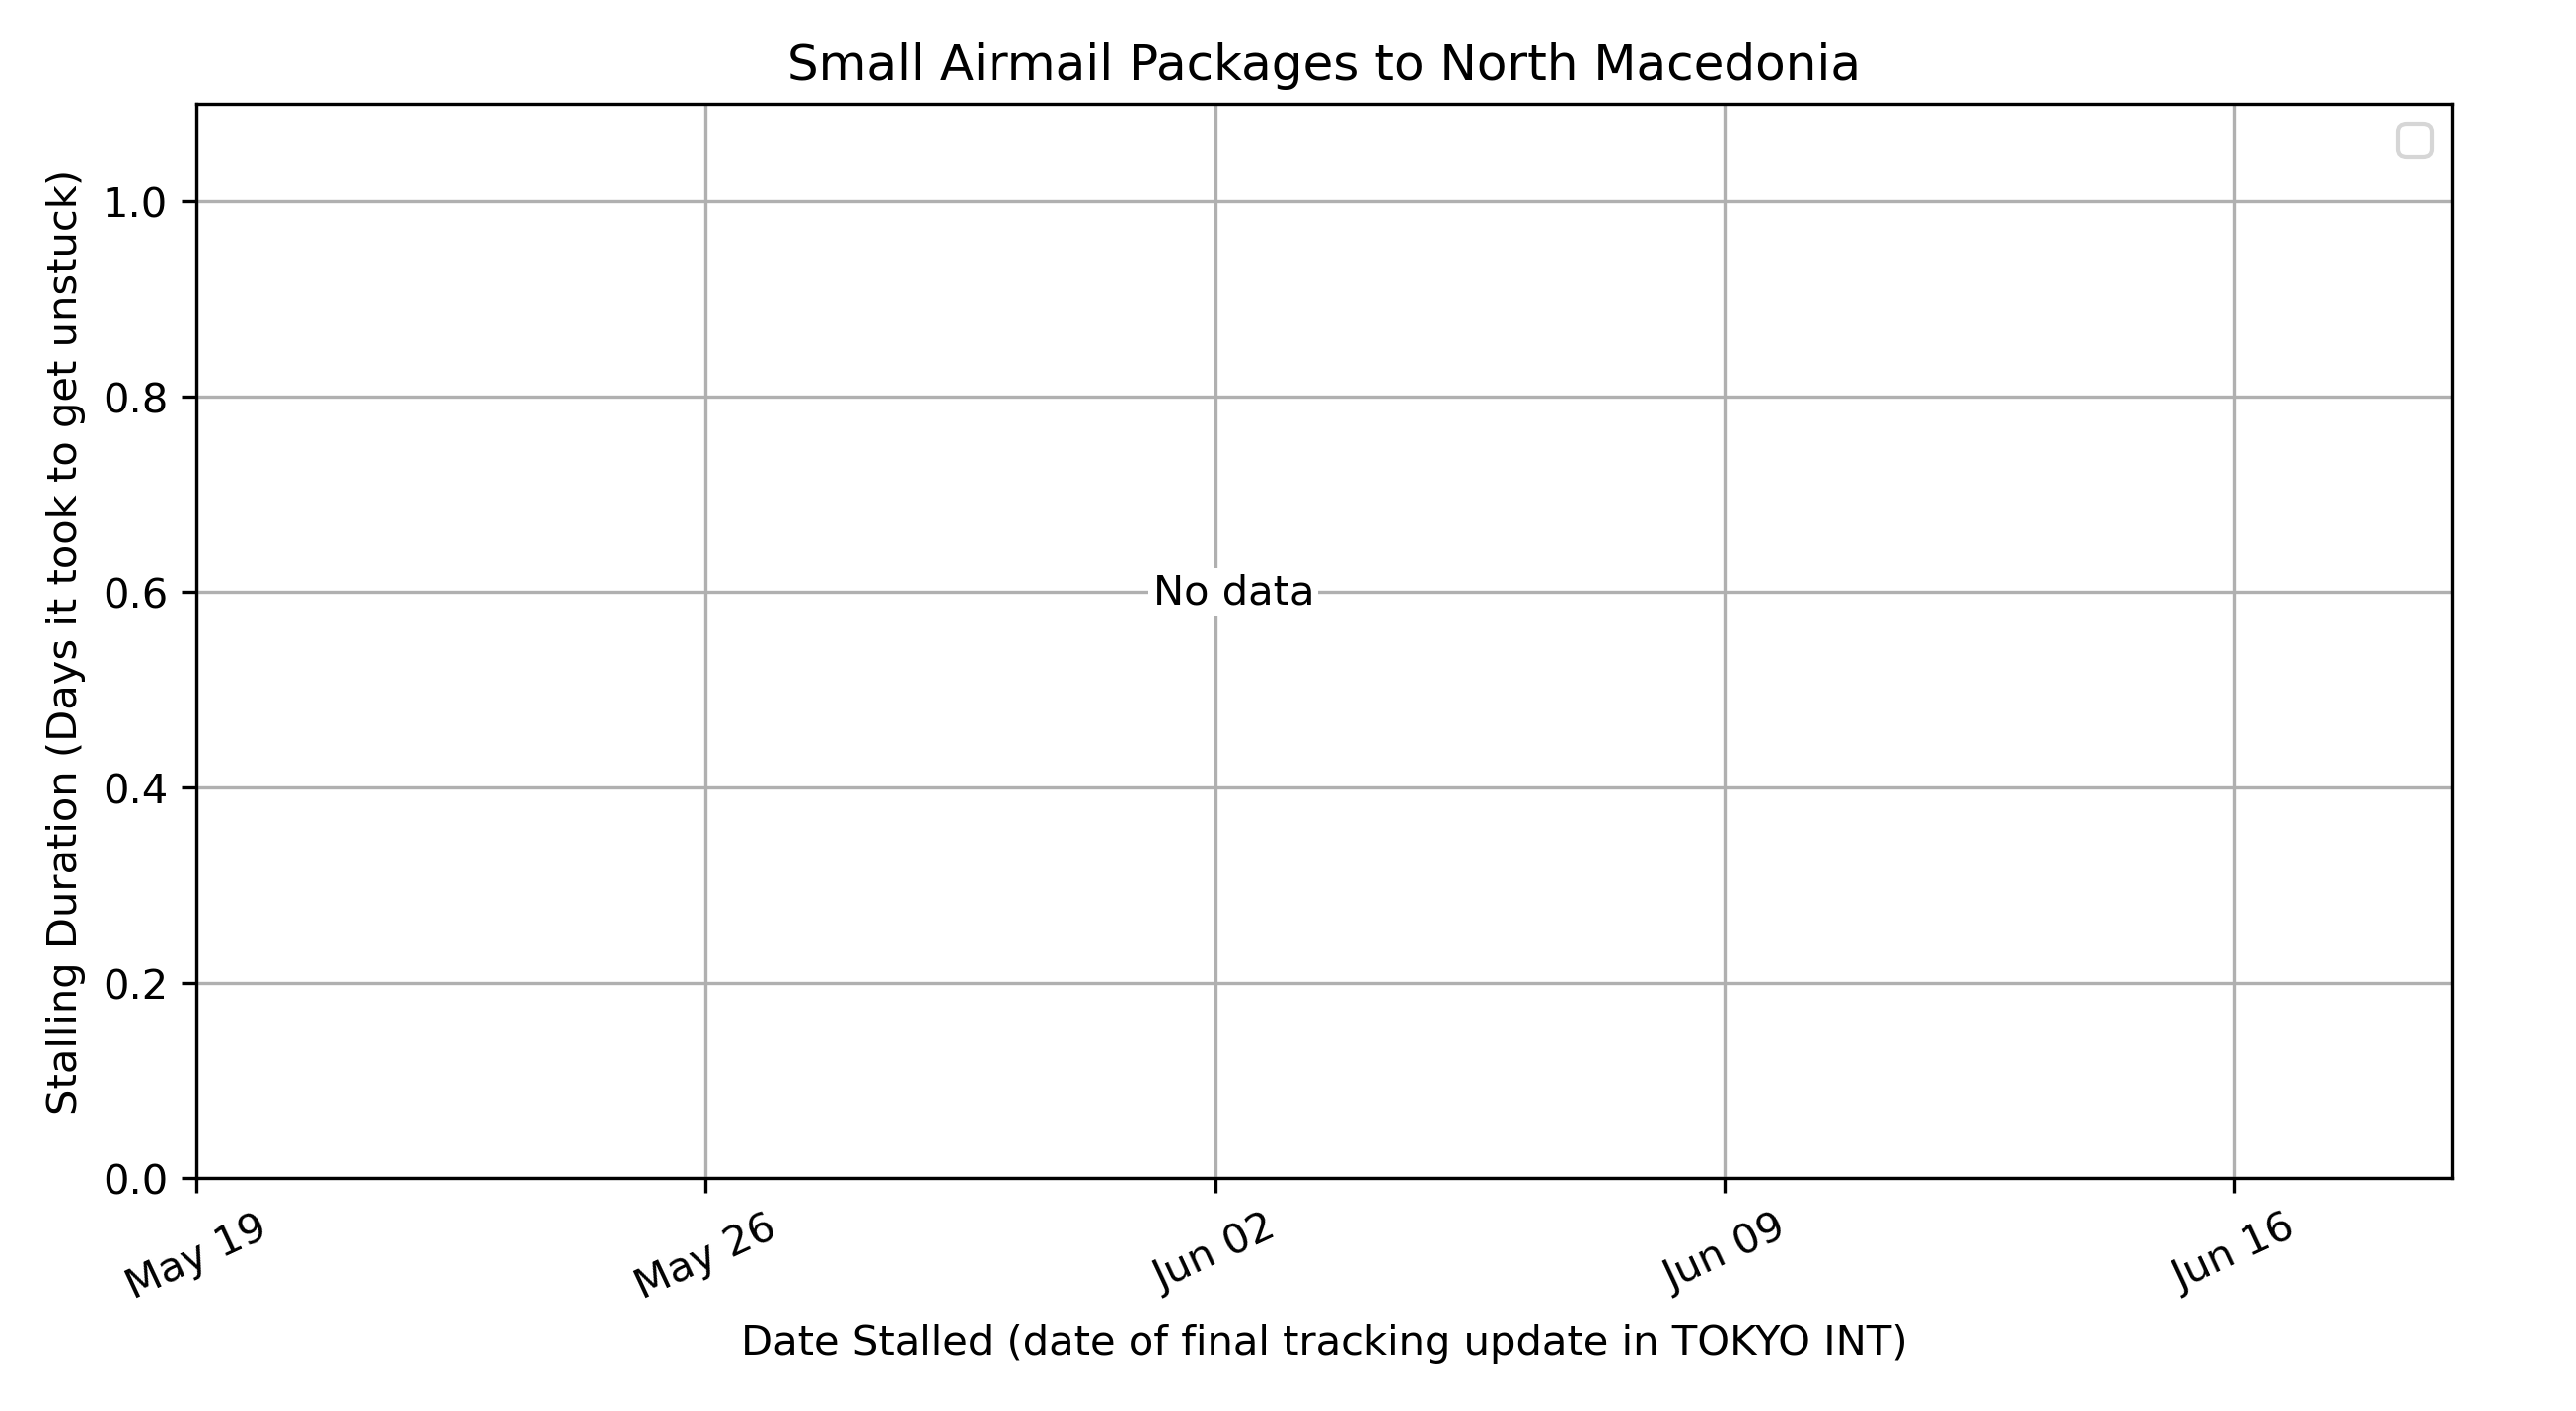 Small Airmail Packages to North Macedonia
Stalling Duration (Days it took to get unstuck)
1.0
0.8
0.6
0.4
0.2
0.0
No data
May 19
May 26
Jun 02
Jun 09
Jun 16
Date Stalled (date of final tracking update in TOKYO INT)